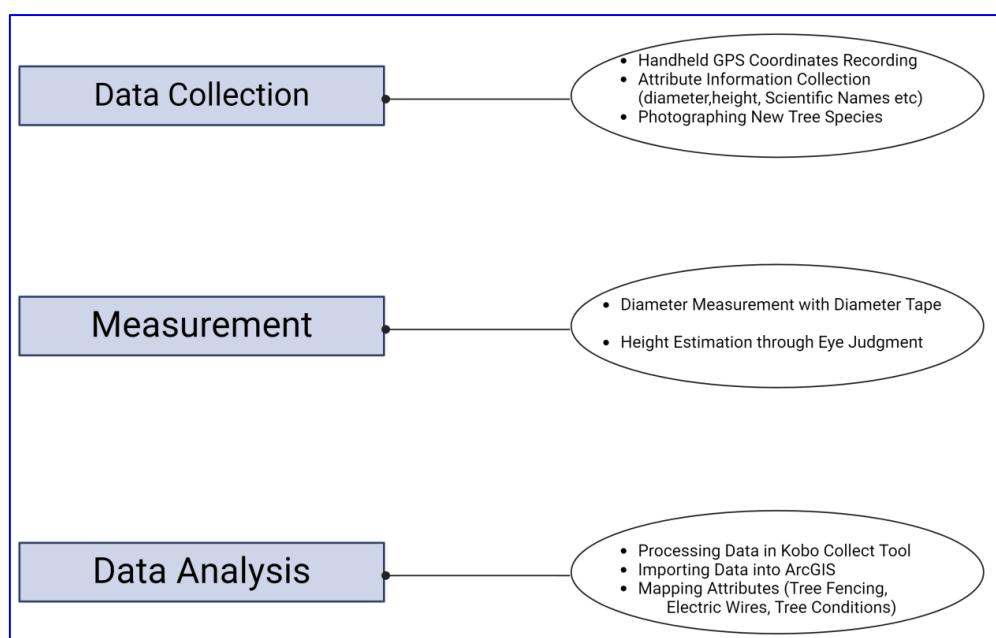 Data Collection
• Handheld GPS Coordinates Recording
• Attribute Information Collection
(diameter,height, Scientific Names etc)
• Photographing New Tree Species
Measurement
• Diameter Measurement with Diameter Tape
• Height Estimation through Eye Judgment
Data Analysis
• Processing Data in Kobo Collect Tool
• Importing Data into ArcGIS
• Mapping Attributes (Tree Fencing,
Electric Wires, Tree Conditions)